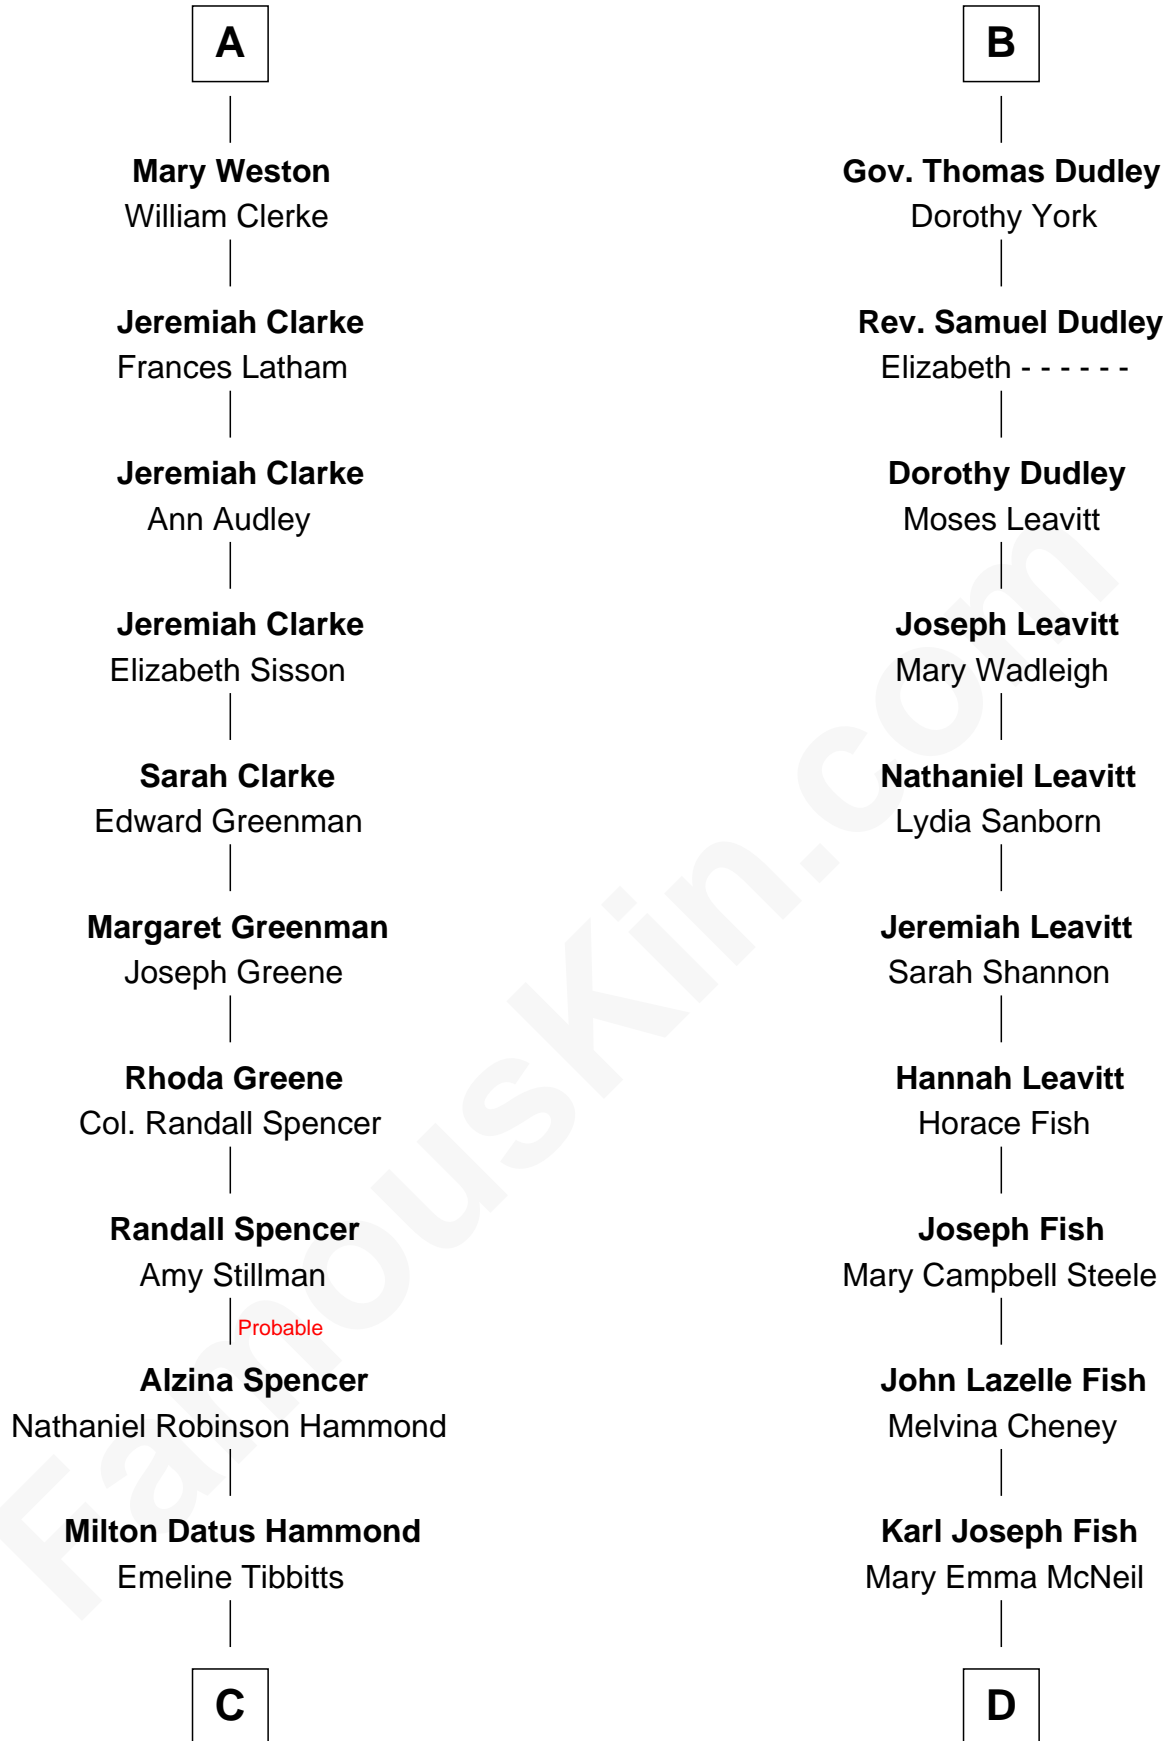 A
Mary Weston
William Clerke
Jeremiah Clarke
Frances Latham
Jeremiah Clarke
Ann Audley
Jeremiah Clarke
Elizabeth Sisson
Sarah Clarke
Edward Greenman
Margaret Greenman
Joseph Greene
Rhoda Greene
Col. Randall Spencer
Randall Spencer
Amy Stillman
Probable
Alzina Spencer
Nathaniel Robinson Hammond
Milton Datus Hammond
Emeline Tibbitts
C
B
Gov. Thomas Dudley
Dorothy York
Rev. Samuel Dudley
Elizabeth - - - - - -
Dorothy Dudley
Moses Leavitt
Joseph Leavitt
Mary Wadleigh
Nathaniel Leavitt
Lydia Sanborn
Jeremiah Leavitt
Sarah Shannon
Hannah Leavitt
Horace Fish
Joseph Fish
Mary Campbell Steele
John Lazelle Fish
Melvina Cheney
Karl Joseph Fish
Mary Emma McNeil
D
FamousKin.com